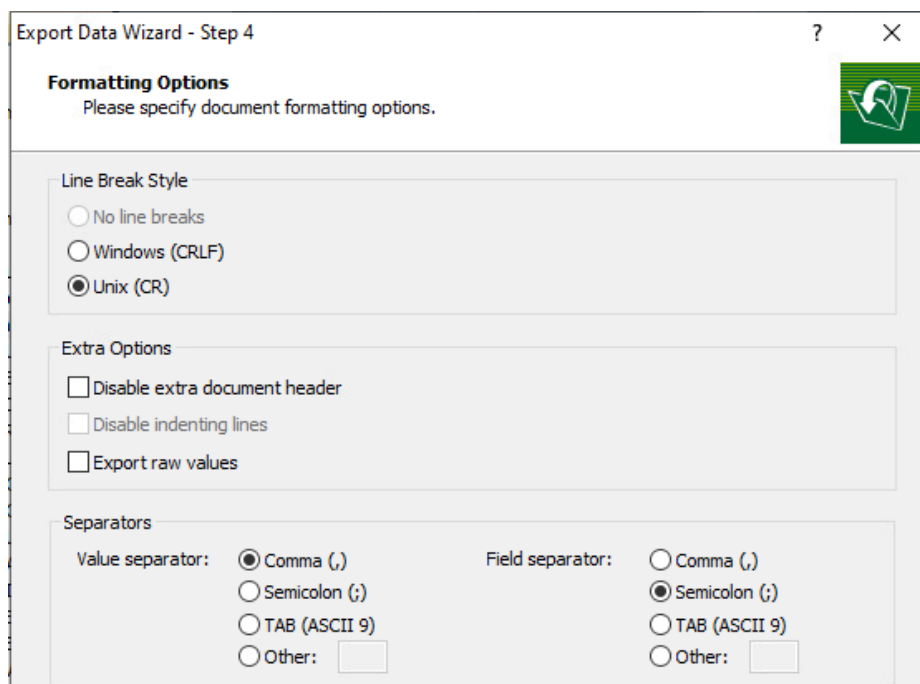 Export Data Wizard - Step 4
?
Formatting Options
Please specify document formatting options.
Line Break Style
No line breaks
Windows (CRLF)
Unix (CR)
Extra Options
Disable extra document header
Disable indenting lines
Export raw values
Separators
Value separator: Comma (,) Field separator: Comma (,)
Semicolon (;) Semicolon (;)
TAB (ASCII 9) TAB (ASCII 9)
Other: Other: